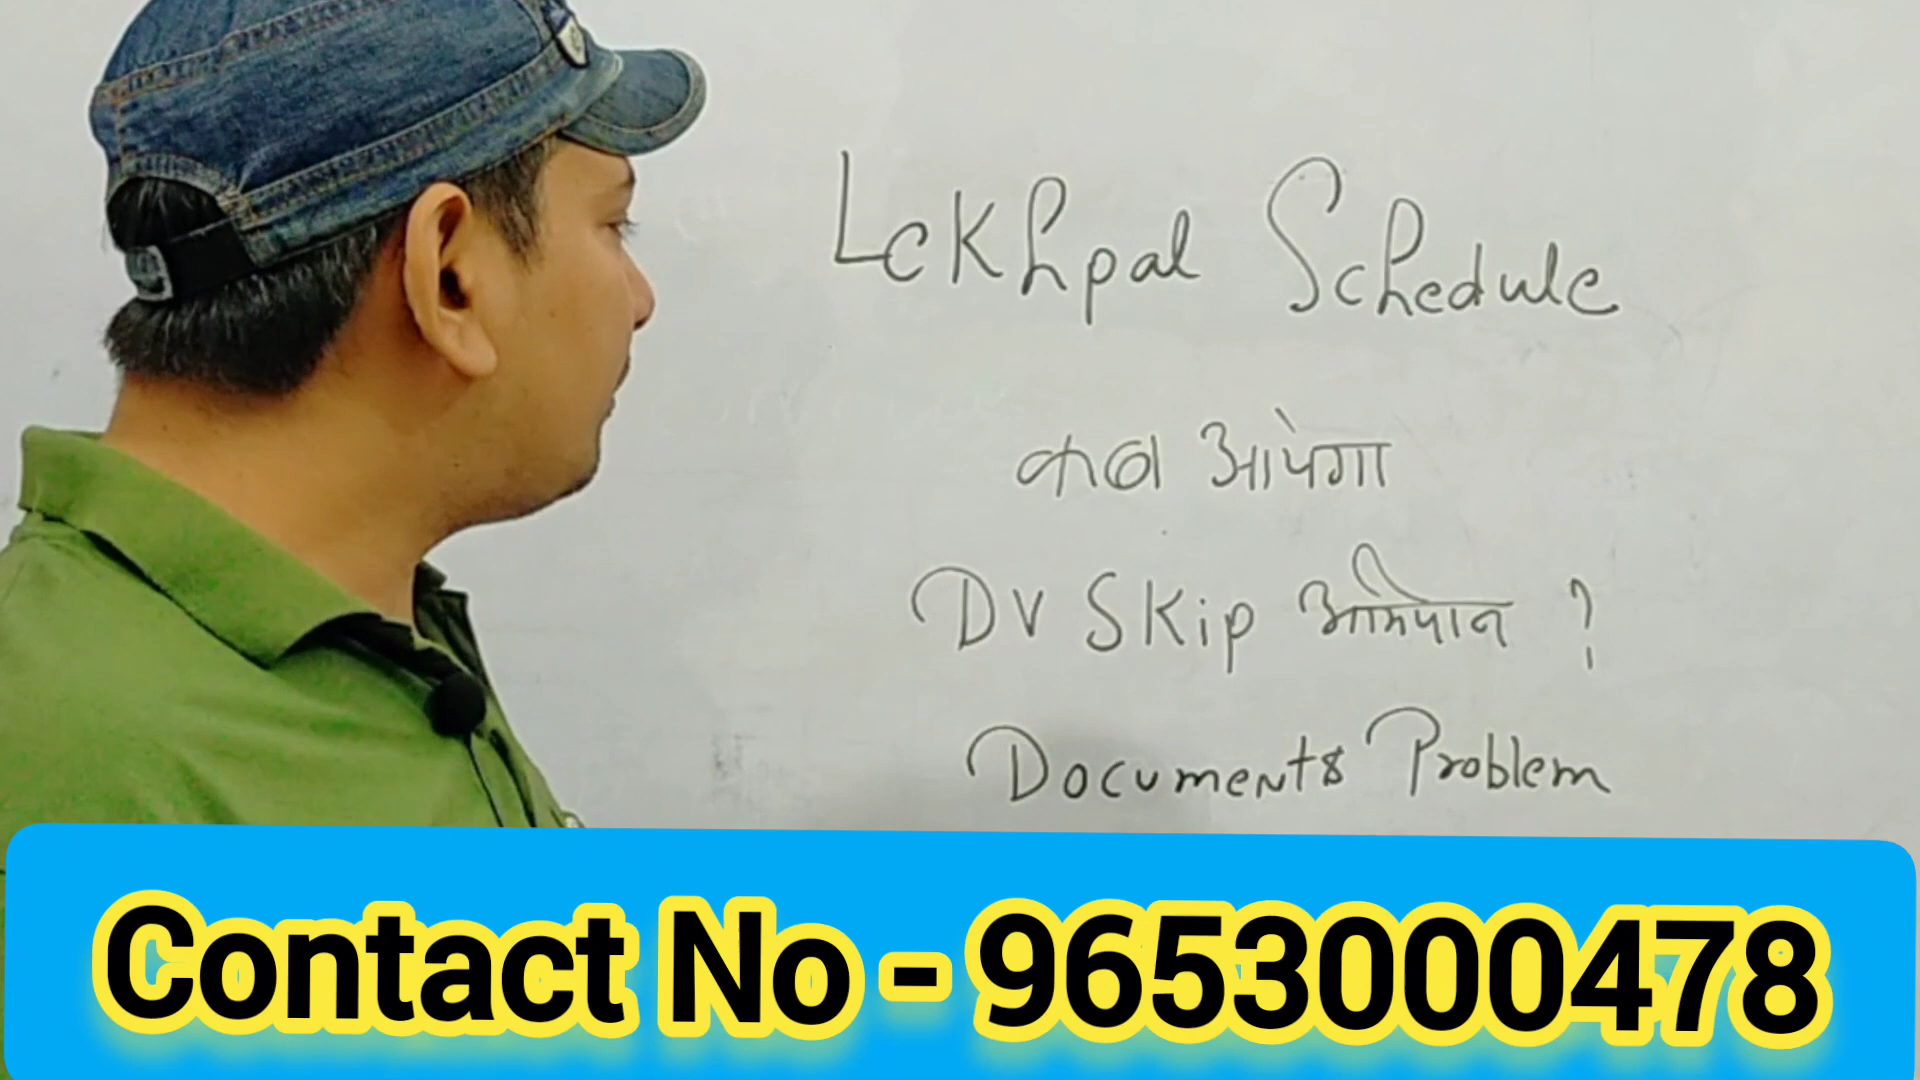 Lekhpal Schedule
कब आयेगा
DV Skip अभियान ?
Documents Problem
Contact No - 9653000478